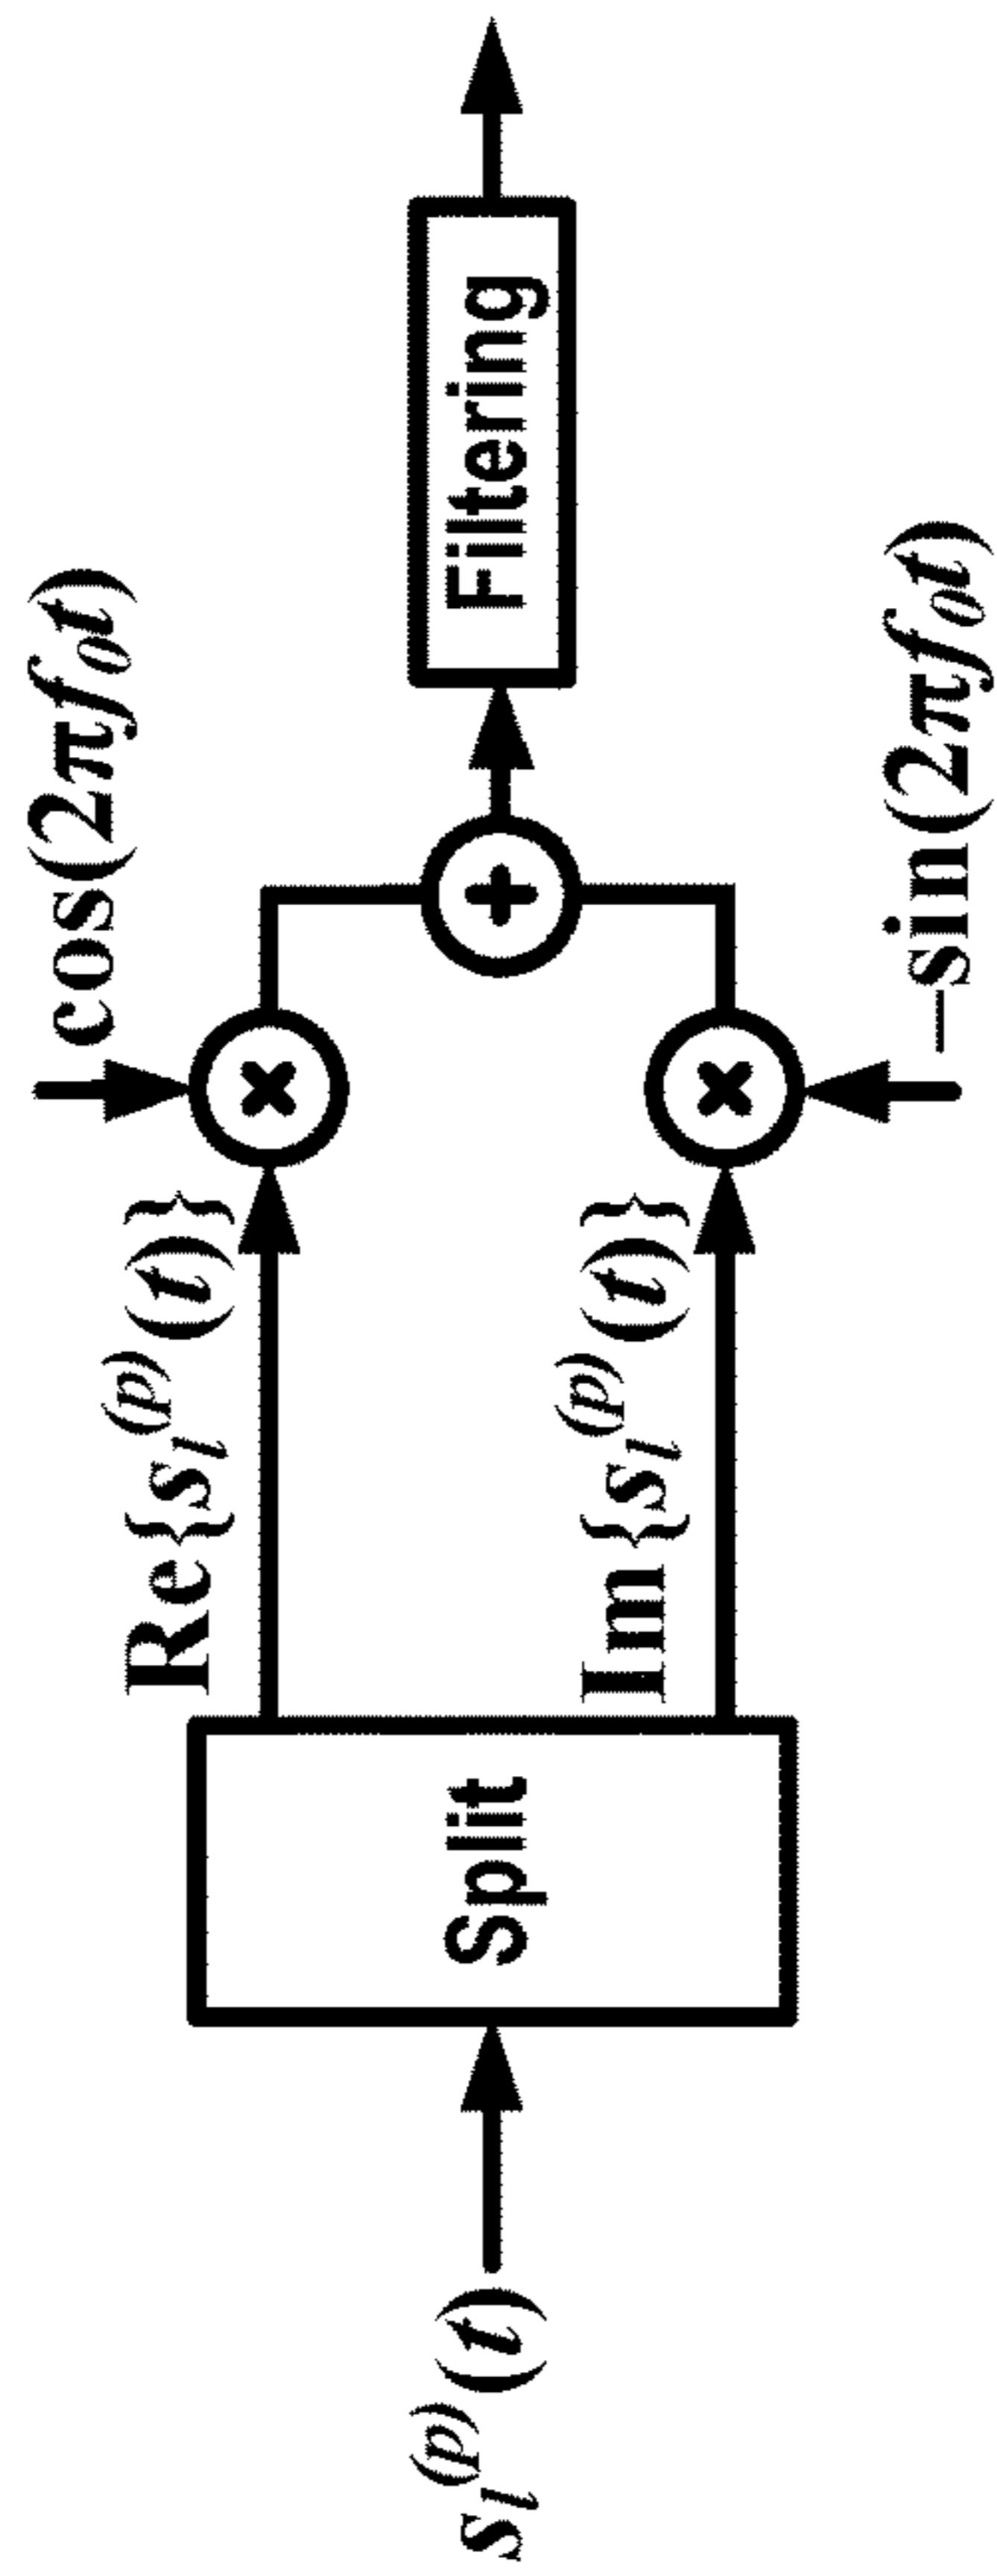 s_l^(p)(t)
Split
Re{s_l^(p)(t)}
Im{s_l^(p)(t)}
cos(2πf_0t)
−sin(2πf_0t)
×
×
+
Filtering